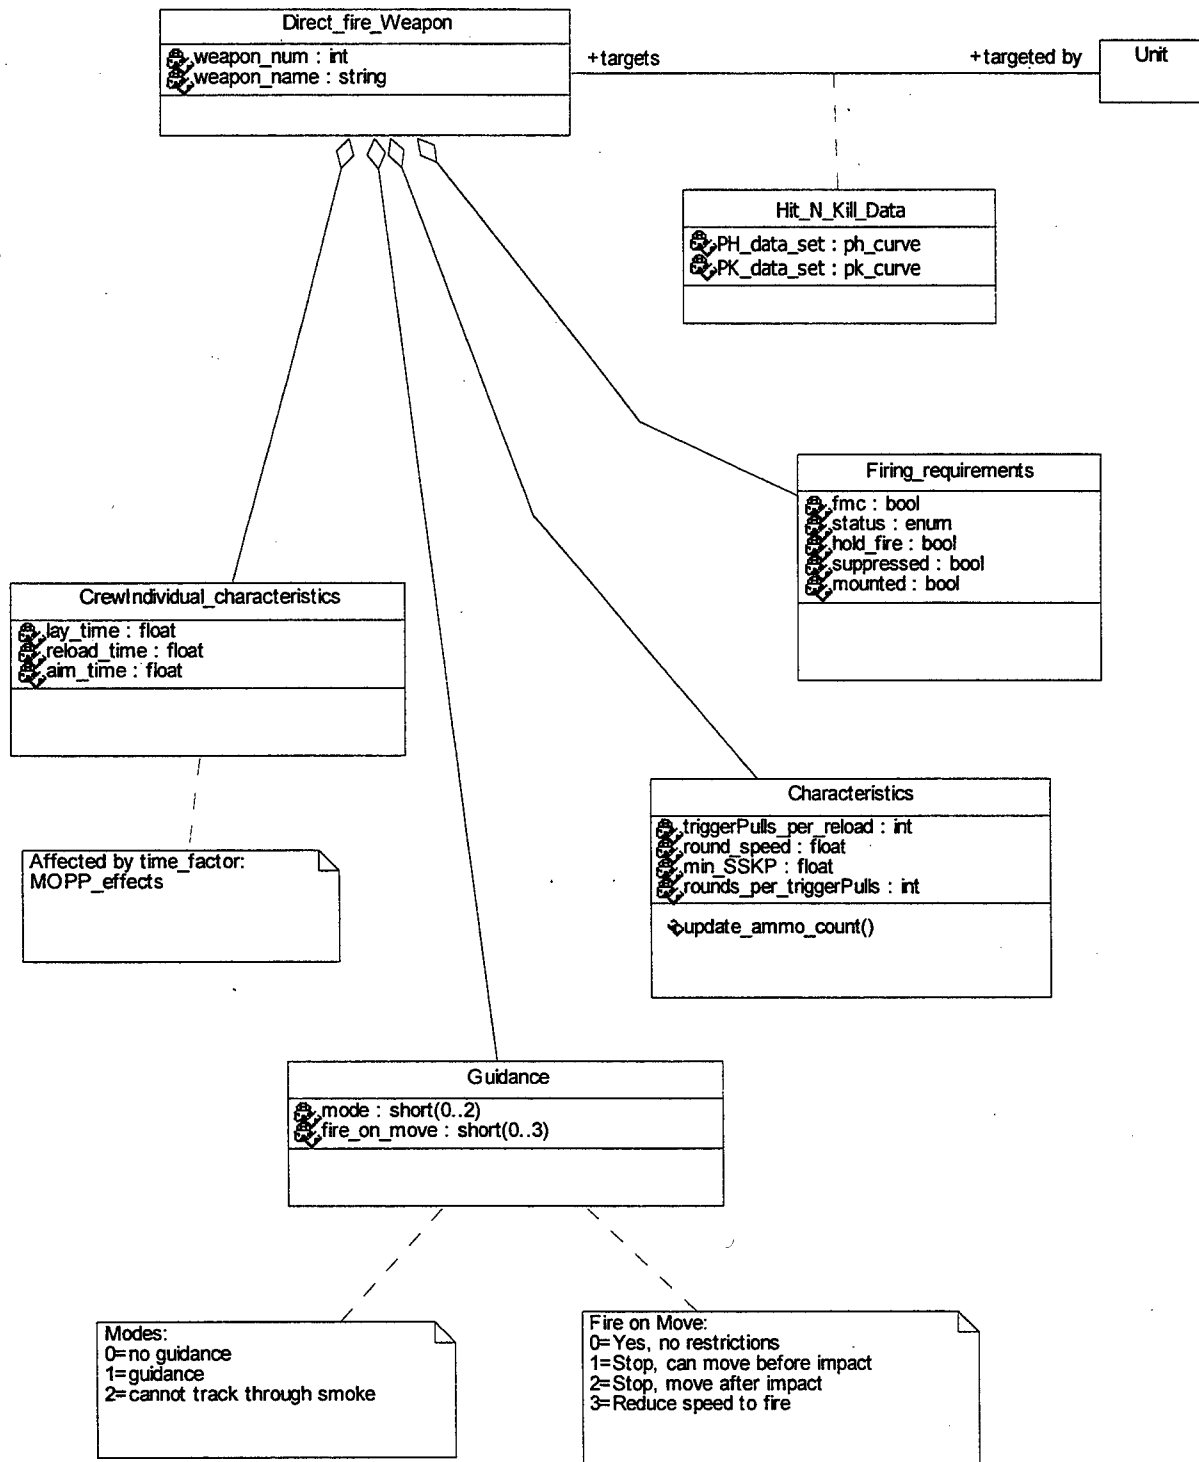 Direct_fire_Weapon
weapon_num : int
weapon_name : string
+targets
+targeted by
Unit
Hit_N_Kill_Data
PH_data_set : ph_curve
PK_data_set : pk_curve
Firing_requirements
fmc : bool
status : enum
hold_fire : bool
suppressed : bool
mounted : bool
CrewIndividual_characteristics
lay_time : float
reload_time : float
aim_time : float
Affected by time_factor:
MOPP_effects
Characteristics
triggerPulls_per_reload : int
round_speed : float
min_SSKP : float
rounds_per_triggerPulls : int
update_ammo_count()
Guidance
mode : short(0..2)
fire_on_move : short(0..3)
Modes:
0=no guidance
1=guidance
2=cannot track through smoke
Fire on Move:
0=Yes, no restrictions
1=Stop, can move before impact
2=Stop, move after impact
3=Reduce speed to fire